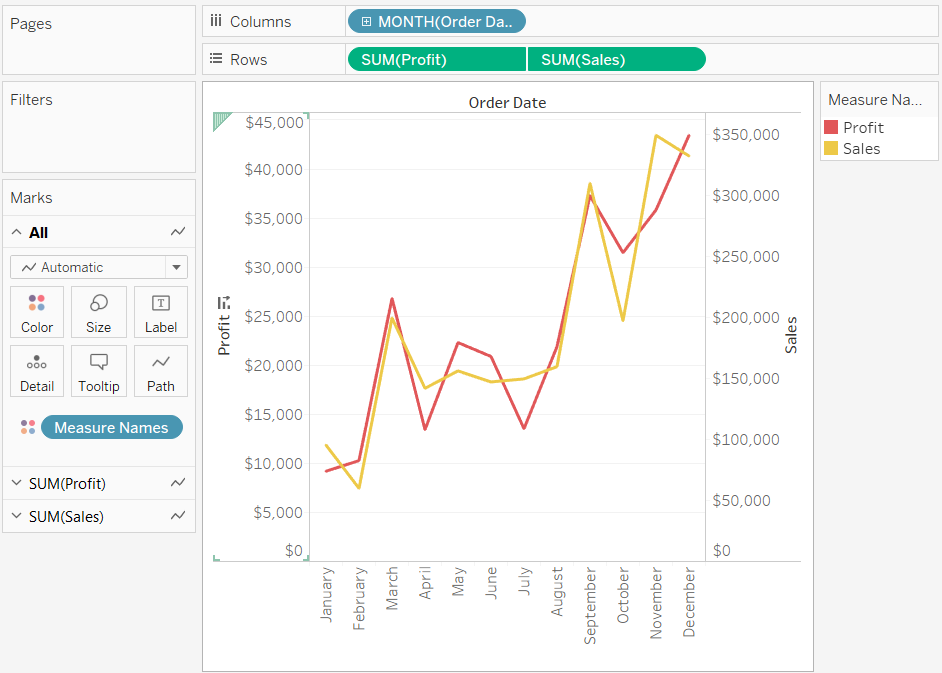 Pages
Columns
MONTH(Order Da..
Rows
SUM(Profit)
SUM(Sales)
Filters
Marks
All
Automatic
Color
Size
Label
Detail
Tooltip
Path
Measure Names
SUM(Profit)
SUM(Sales)
Order Date
$45,000
$40,000
$35,000
$30,000
$25,000
$20,000
$15,000
$10,000
$5,000
$0
Profit
$350,000
$300,000
$250,000
$200,000
$150,000
$100,000
$50,000
$0
Sales
January
February
March
April
May
June
July
August
September
October
November
December
Measure Na...
Profit
Sales